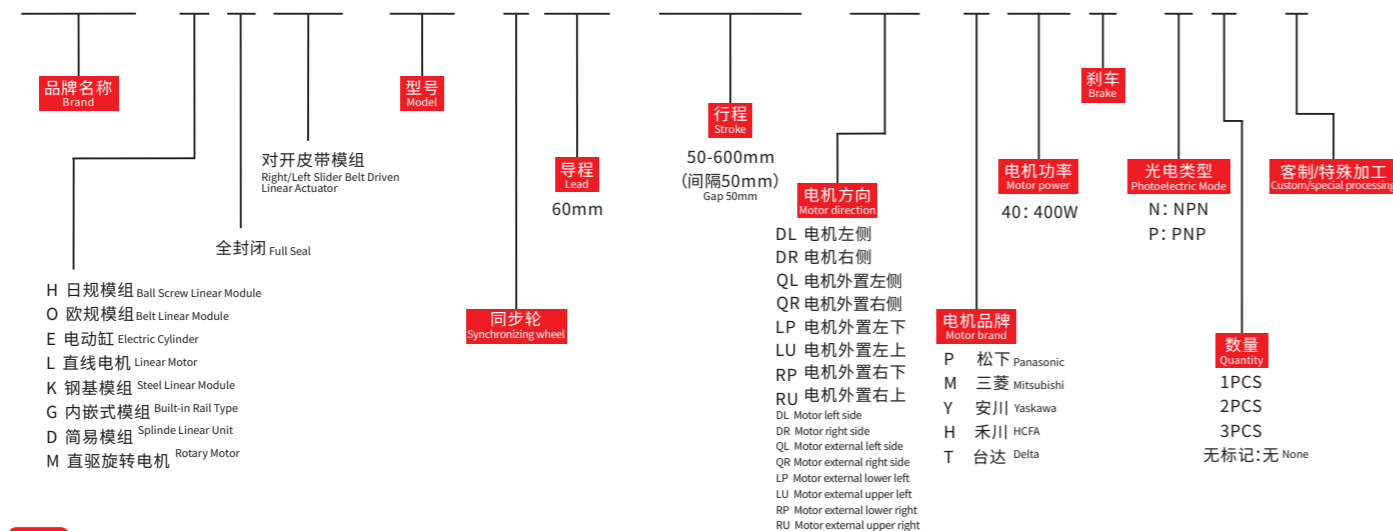 品牌名称
Brand
型号
Model
刹车
Brake
行程
Stroke
50-600mm
(间隔50mm)
Gap 50mm
对开皮带模组
Right/Left Slider Belt Driven
Linear Actuator
导程
Lead
60mm
电机功率
Motor power
40: 400W
光电类型
Photoelectric Mode
N: NPN
P: PNP
客制/特殊加工
Custom/special processing
全封闭 Full Seal
电机方向
Motor direction
DL 电机左侧
DR 电机右侧
QL 电机外置左侧
QR 电机外置右侧
LP 电机外置左下
LU 电机外置左上
RP 电机外置右下
RU 电机外置右上
DL Motor left side
DR Motor right side
QL Motor external left side
QR Motor external right side
LP Motor external lower left
LU Motor external upper left
RP Motor external lower right
RU Motor external upper right
H 日规模组 Ball Screw Linear Module
O 欧规模组 Belt Linear Module
E 电动缸 Electric Cylinder
L 直线电机 Linear Motor
K 钢基模组 Steel Linear Module
G 内嵌式模组 Built-in Rail Type
D 简易模组 Splinde Linear Unit
M 直驱旋转电机 Rotary Motor
同步轮
Synchronizing wheel
电机品牌
Motor brand
P 松下 Panasonic
M 三菱 Mitsubishi
Y 安川 Yaskawa
H 禾川 HCFA
T 台达 Delta
数量
Quantity
1PCS
2PCS
3PCS
无标记:无 None